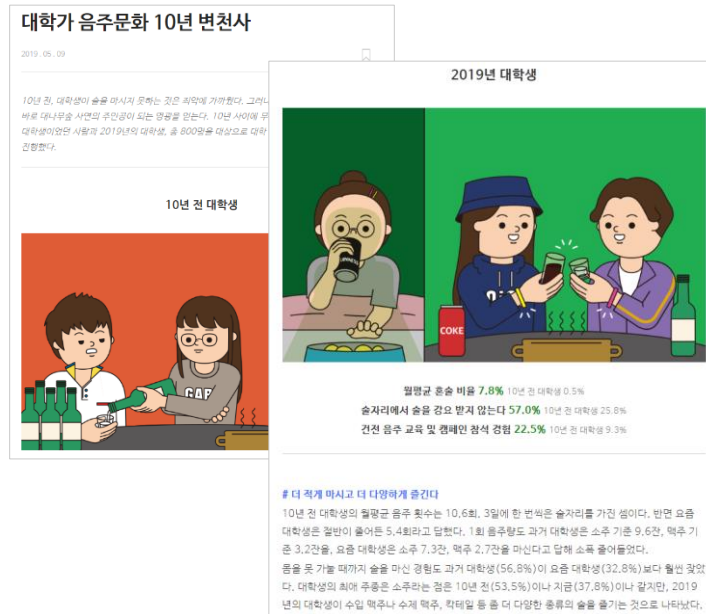 대학가 음주문화 10년 변천사
2019. 05. 09
10년 전, 대학생이 술을 마시지 못하는 것은 죄악에 가까웠다. 그러나
바로 대나무숲 사연의 주인공이 되는 영광을 얻는다. 10년 사이에 무
대학생이었던 사람과 2019년의 대학생, 총 800명을 대상으로 대학
진행했다.
10년 전 대학생
GAP
2019년 대학생
GUINNESS
COKE
월평균 혼술 비율 7.8% 10년 전 대학생 0.5%
술자리에서 술을 강요 받지 않는다 57.0% 10년 전 대학생 25.8%
건전 음주 교육 및 캠페인 참석 경험 22.5% 10년 전 대학생 9.3%
# 더 적게 마시고 더 다양하게 즐긴다
10년 전 대학생의 월평균 음주 횟수는 10.6회, 3일에 한 번씩은 술자리를 가진 셈이다. 반면 요즘
대학생은 절반이 줄어든 5.4회라고 답했다. 1회 음주량도 과거 대학생은 소주 기준 9.6잔, 맥주 기
준 3.2잔을, 요즘 대학생은 소주 7.3잔, 맥주 2.7잔을 마신다고 답해 소폭 줄어들었다.
몸을 못 가눌 때까지 술을 마신 경험도 과거 대학생(56.8%)이 요즘 대학생(32.8%)보다 훨씬 잦았
다. 대학생의 최애 주종은 소주라는 점은 10년 전(53.5%)이나 지금(37.8%)이나 같지만, 2019
년의 대학생이 수입 맥주나 수제 맥주, 칵테일 등 좀 더 다양한 종류의 술을 즐기는 것으로 나타났다.